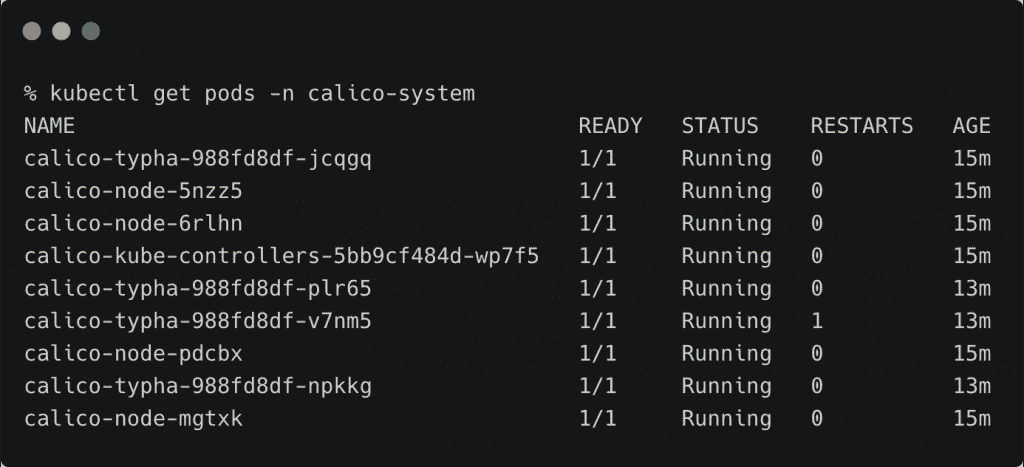 % kubectl get pods -n calico-system
NAME READY STATUS RESTARTS AGE
calico-typha-988fd8df-jcqgq 1/1 Running 0 15m
calico-node-5nzz5 1/1 Running 0 15m
calico-node-6rlhn 1/1 Running 0 15m
calico-kube-controllers-5bb9cf484d-wp7f5 1/1 Running 0 15m
calico-typha-988fd8df-plr65 1/1 Running 0 13m
calico-typha-988fd8df-v7nm5 1/1 Running 1 13m
calico-node-pdcbx 1/1 Running 0 15m
calico-typha-988fd8df-npkkg 1/1 Running 0 13m
calico-node-mgtxk 1/1 Running 0 15m